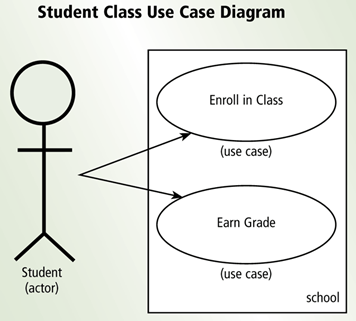 Student Class Use Case Diagram
Enroll in Class
(use case)
Earn Grade
(use case)
Student
(actor)
school